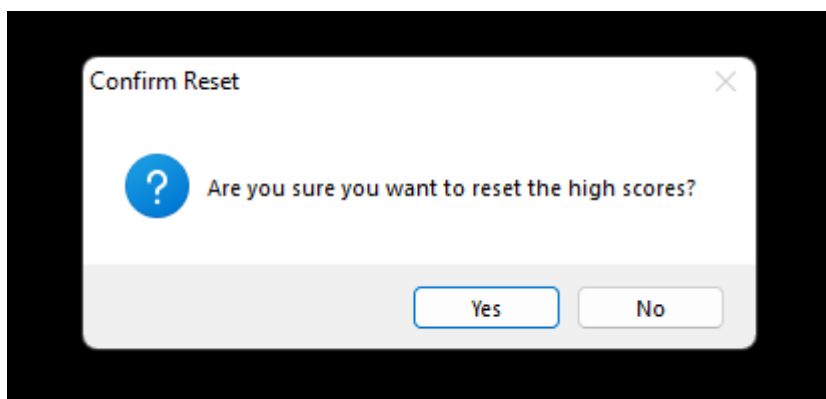 Confirm Reset
Are you sure you want to reset the high scores?
Yes
No